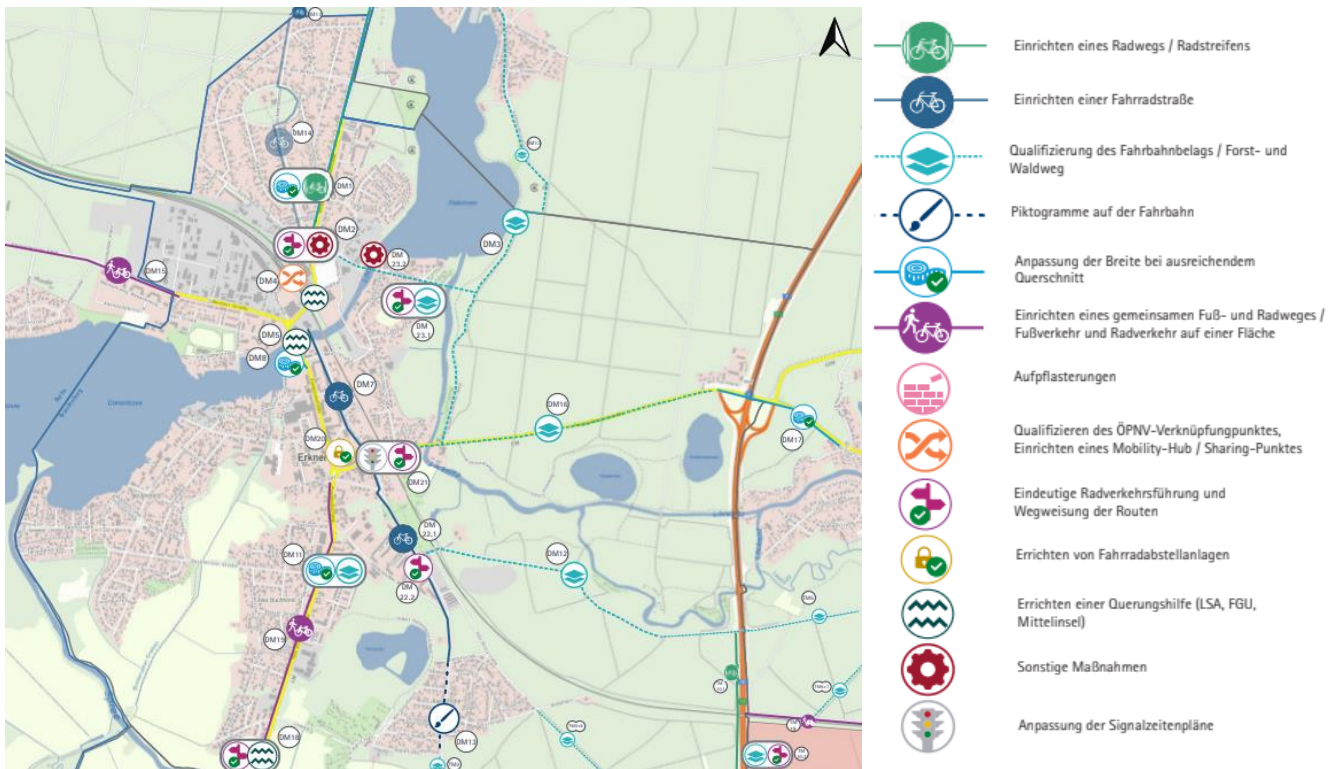 DM14
DM1
DM2
DM
23.2
DM3
DM15
DM4
DM
23.1
DM5
DM8
DM7
DM16
DM20
Erkner
DM17
DM21
DM
22.1
DM11
DM12
DM
22.2
DM19
DM18
DM13
Einrichten eines Radwegs / Radstreifens
Einrichten einer Fahrradstraße
Qualifizierung des Fahrbahnbelags / Forst- und
Waldweg
Piktogramme auf der Fahrbahn
Anpassung der Breite bei ausreichendem
Querschnitt
Einrichten eines gemeinsamen Fuß- und Radweges /
Fußverkehr und Radverkehr auf einer Fläche
Aufpflasterungen
Qualifizieren des ÖPNV-Verknüpfungpunktes,
Einrichten eines Mobility-Hub / Sharing-Punktes
Eindeutige Radverkehrsführung und
Wegweisung der Routen
Errichten von Fahrradabstellanlagen
Errichten einer Querungshilfe (LSA, FGU,
Mittelinsel)
Sonstige Maßnahmen
Anpassung der Signalzeitenpläne